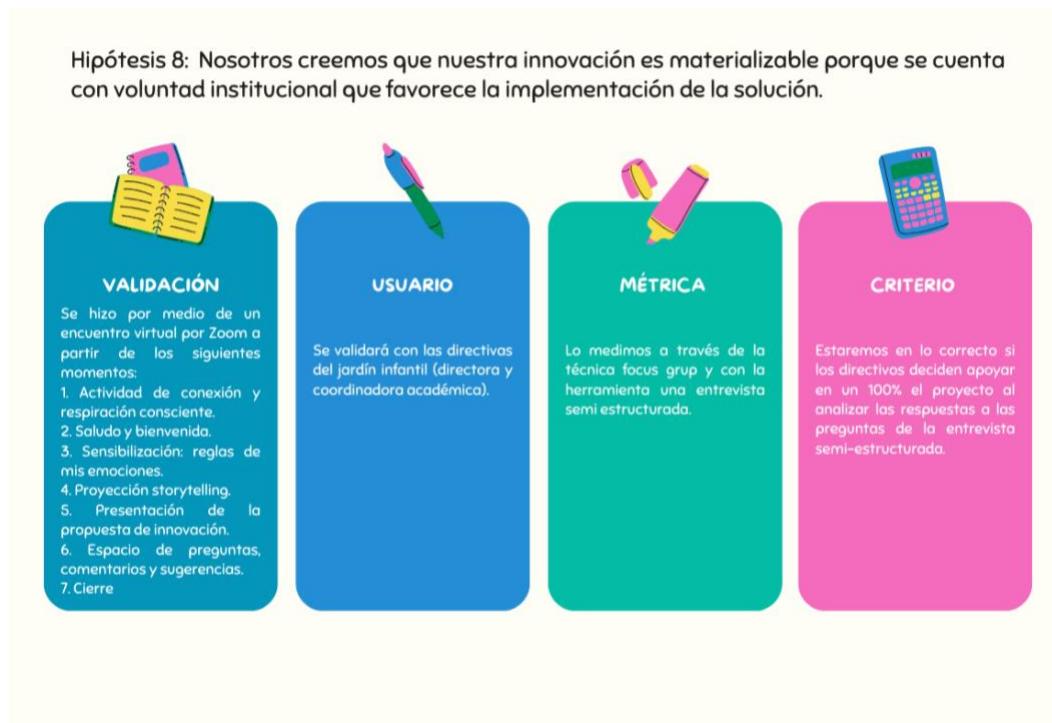 Hipótesis 8: Nosotros creemos que nuestra innovación es materializable porque se cuenta
con voluntad institucional que favorece la implementación de la solución.
VALIDACIÓN
Se hizo por medio de un
encuentro virtual por Zoom a
partir de los siguientes
momentos:
1. Actividad de conexión y
respiración consciente.
2. Saludo y bienvenida.
3. Sensibilización: reglas de
mis emociones.
4. Proyección storytelling.
5. Presentación de la
propuesta de innovación.
6. Espacio de preguntas,
comentarios y sugerencias.
7. Cierre
USUARIO
Se validará con las directivas
del jardín infantil (directora y
coordinadora académica).
MÉTRICA
Lo medimos a través de la
técnica focus grup y con la
herramienta una entrevista
semi estructurada.
CRITERIO
Estaremos en lo correcto si
los directivos deciden apoyar
en un 100% el proyecto al
analizar las respuestas a las
preguntas de la entrevista
semi-estructurada.